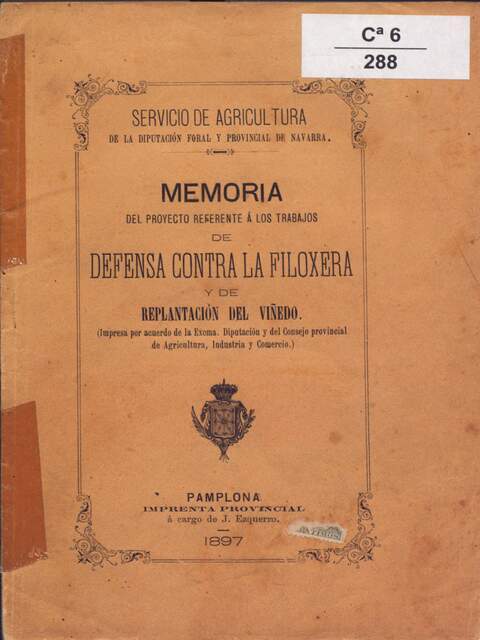 Cª 6
288
SERVICIO DE AGRICULTURA
DE LA DIPUTACIÓN FORAL Y PROVINCIAL DE NAVARRA.
MEMORIA
DEL PROYECTO REFERENTE Á LOS TRABAJOS
DE
DEFENSA CONTRA LA FILOXERA
Y DE
REPLANTACIÓN DEL VIÑEDO.
(Impresa por acuerdo de la Excma. Diputación y del Consejo provincial
de Agricultura, Industria y Comercio.)
PAMPLONA
IMPRENTA PROVINCIAL
á cargo de J. Ezquerro.
1897